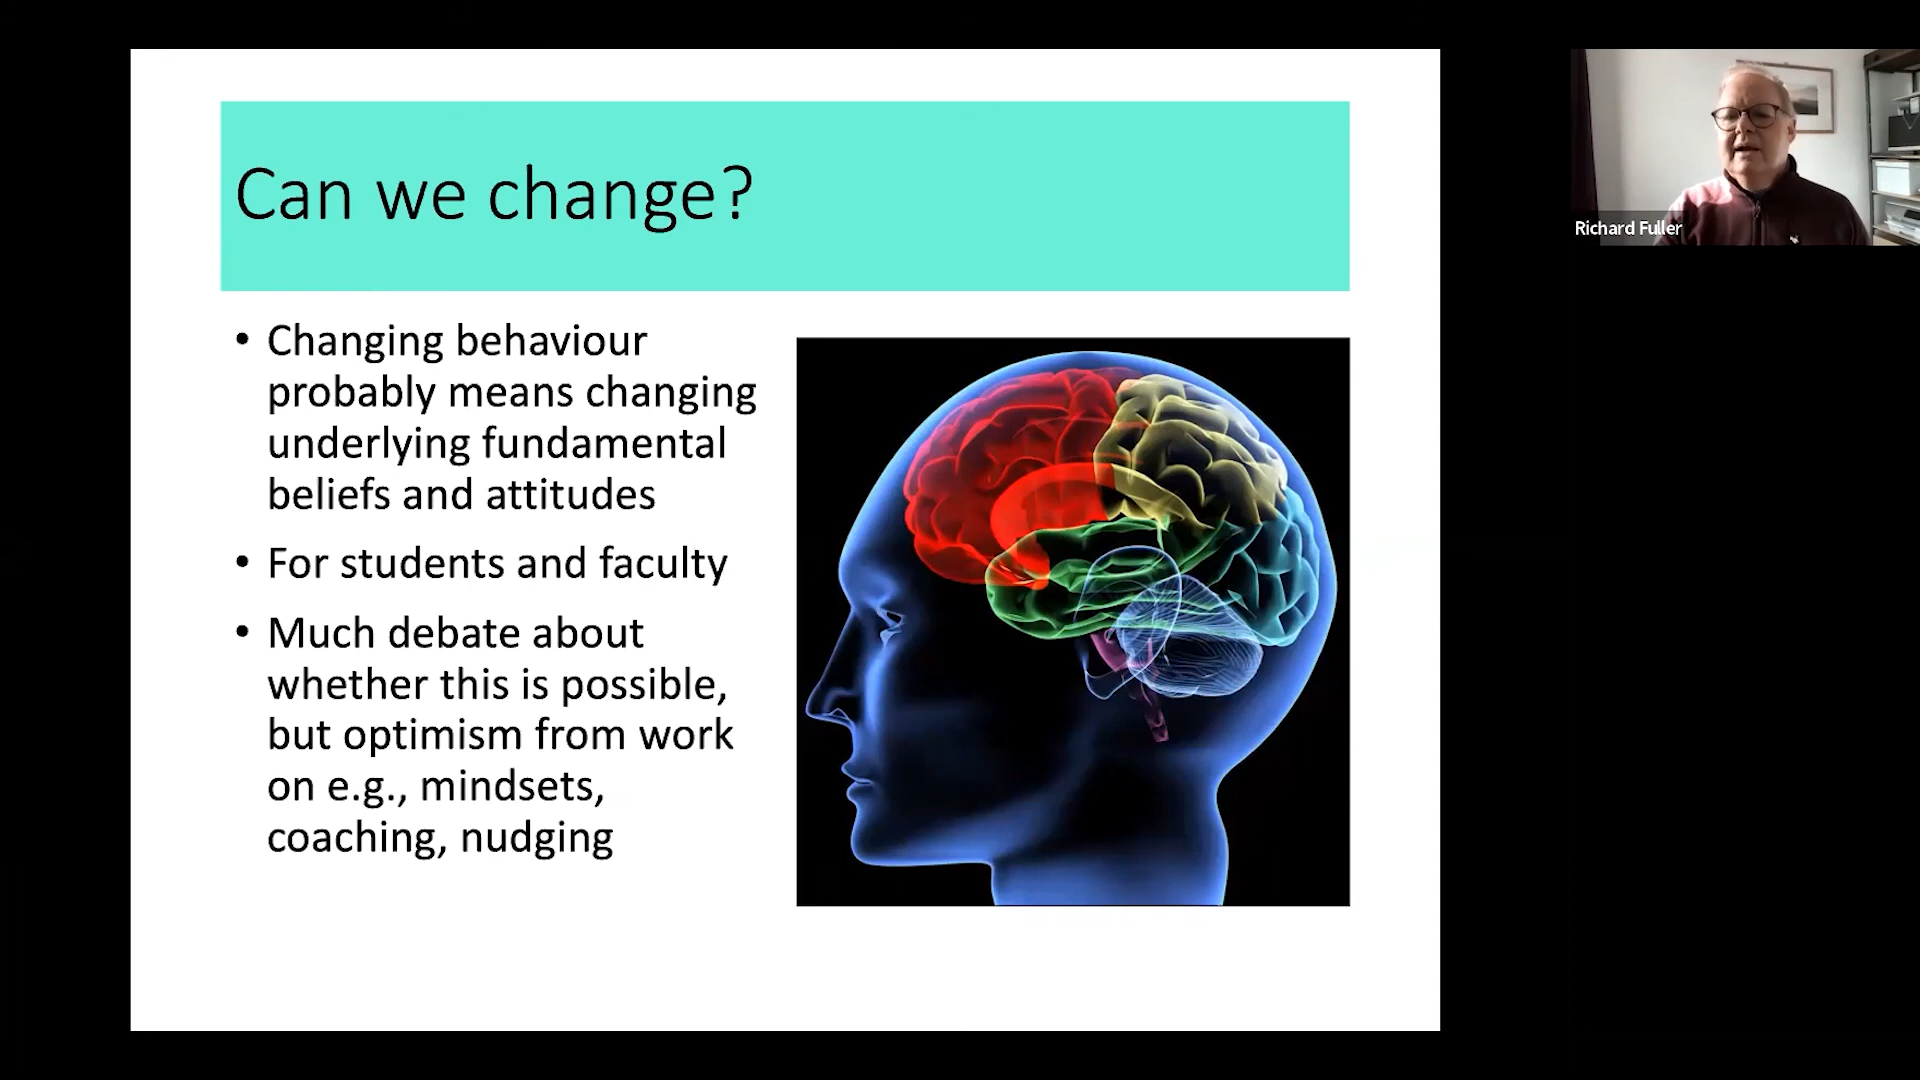 Can we change?
• Changing behaviour
probably means changing
underlying fundamental
beliefs and attitudes
• For students and faculty
• Much debate about
whether this is possible,
but optimism from work
on e.g., mindsets,
coaching, nudging
Richard Fuller